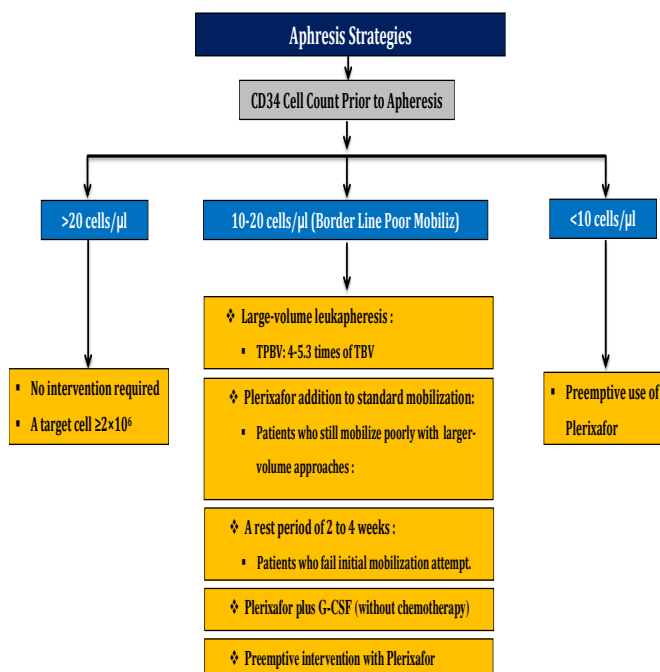 Aphresis Strategies
CD34 Cell Count Prior to Apheresis
>20 cells/µl
10-20 cells/µl (Border Line Poor Mobiliz)
<10 cells/µl
▪ No intervention required
▪ A target cell ≥2×10⁶
❖ Large-volume leukapheresis :
▪ TPBV: 4-5.3 times of TBV
❖ Plerixafor addition to standard mobilization:
▪ Patients who still mobilize poorly with larger-
volume approaches :
❖ A rest period of 2 to 4 weeks :
▪ Patients who fail initial mobilization attempt.
❖ Plerixafor plus G-CSF (without chemotherapy)
❖ Preemptive intervention with Plerixafor
▪ Preemptive use of
Plerixafor